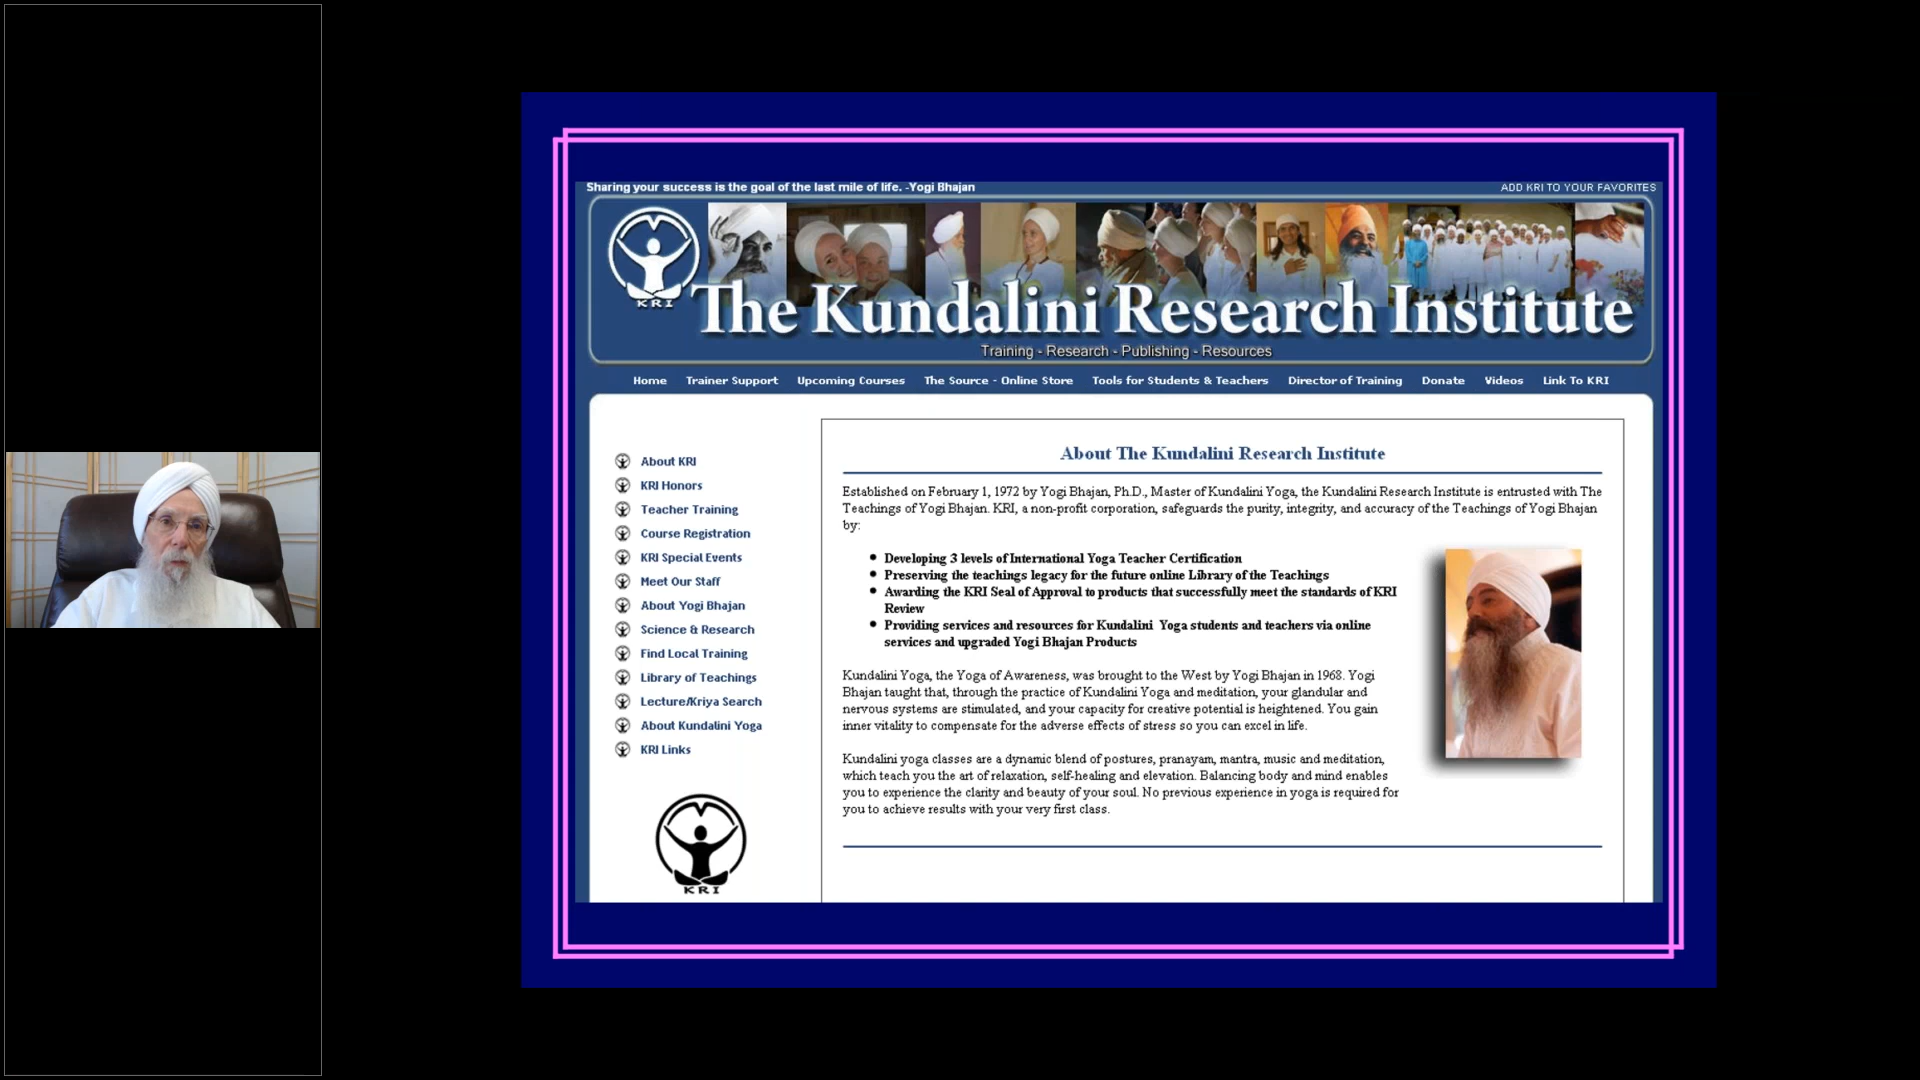 Sharing your success is the goal of the last mile of life. -Yogi Bhajan
ADD KRI TO YOUR FAVORITES
KRI
The Kundalini Research Institute
Training - Research - Publishing - Resources
Home Trainer Support Upcoming Courses The Source - Online Store Tools for Students & Teachers Director of Training Donate Videos Link To KRI
About KRI
KRI Honors
Teacher Training
Course Registration
KRI Special Events
Meet Our Staff
About Yogi Bhajan
Science & Research
Find Local Training
Library of Teachings
Lecture/Kriya Search
About Kundalini Yoga
KRI Links
KRI
About The Kundalini Research Institute
Established on February 1, 1972 by Yogi Bhajan, Ph.D., Master of Kundalini Yoga, the Kundalini Research Institute is entrusted with The
Teachings of Yogi Bhajan. KRI, a non-profit corporation, safeguards the purity, integrity, and accuracy of the Teachings of Yogi Bhajan
by:
• Developing 3 levels of International Yoga Teacher Certification
• Preserving the teachings legacy for the future online Library of the Teachings
• Awarding the KRI Seal of Approval to products that successfully meet the standards of KRI
Review
• Providing services and resources for Kundalini Yoga students and teachers via online
services and upgraded Yogi Bhajan Products
Kundalini Yoga, the Yoga of Awareness, was brought to the West by Yogi Bhajan in 1968. Yogi
Bhajan taught that, through the practice of Kundalini Yoga and meditation, your glandular and
nervous systems are stimulated, and your capacity for creative potential is heightened. You gain
inner vitality to compensate for the adverse effects of stress so you can excel in life.
Kundalini yoga classes are a dynamic blend of postures, pranayam, mantra, music and meditation,
which teach you the art of relaxation, self-healing and elevation. Balancing body and mind enables
you to experience the clarity and beauty of your soul. No previous experience in yoga is required for
you to achieve results with your very first class.